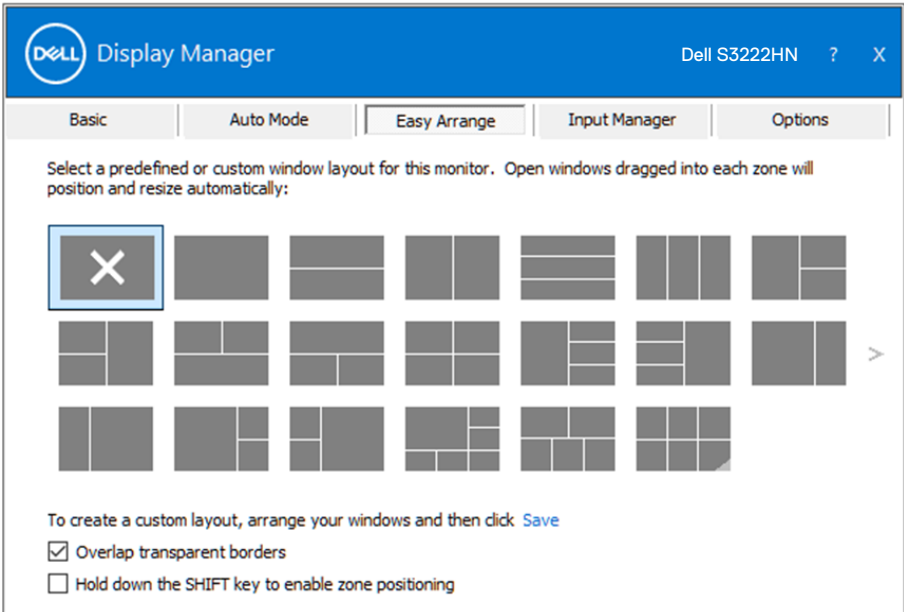 DELL Display Manager Dell S3222HN ? X
Basic Auto Mode Easy Arrange Input Manager Options
Select a predefined or custom window layout for this monitor. Open windows dragged into each zone will
position and resize automatically:
>
To create a custom layout, arrange your windows and then click Save
Overlap transparent borders
Hold down the SHIFT key to enable zone positioning